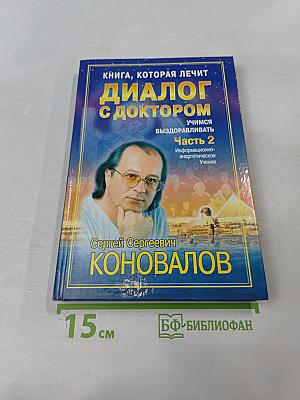 КНИГА, КОТОРАЯ ЛЕЧИТ
ДИАЛОГ
С ДОКТОРОМ
УЧИМСЯ
ВЫЗДОРАВЛИВАТЬ
Часть 2
Информационно-
энергетическое
Учение
Сергей Сергеевич
КОНОВАЛОВ
15 см
БФ БИБЛИОФАН